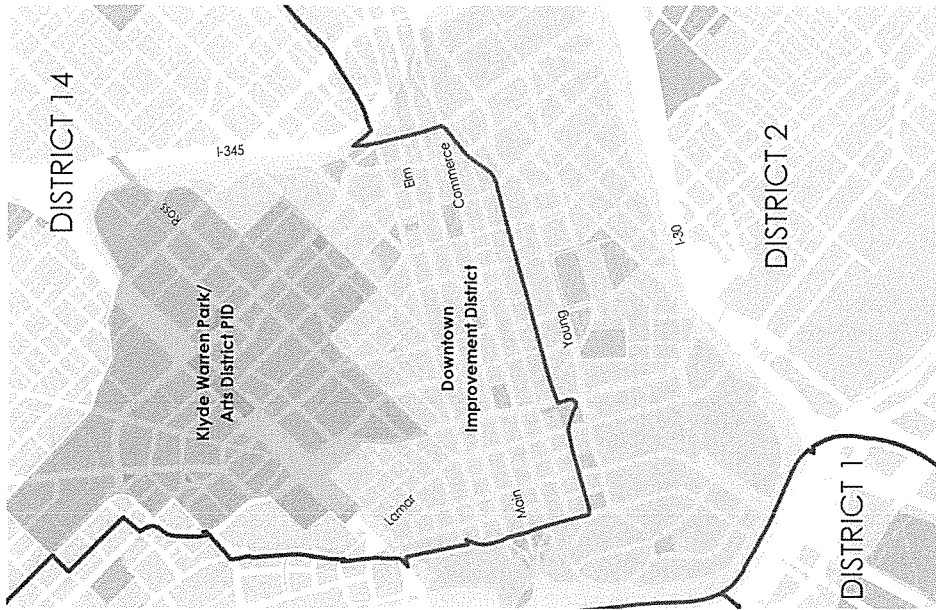 DISTRICT 14
I-345
Ross
Klyde Warren Park/
Arts District PID
Elm
Commerce
Downtown
Improvement District
Young
I-30
DISTRICT 2
Lamar
Main
DISTRICT 1